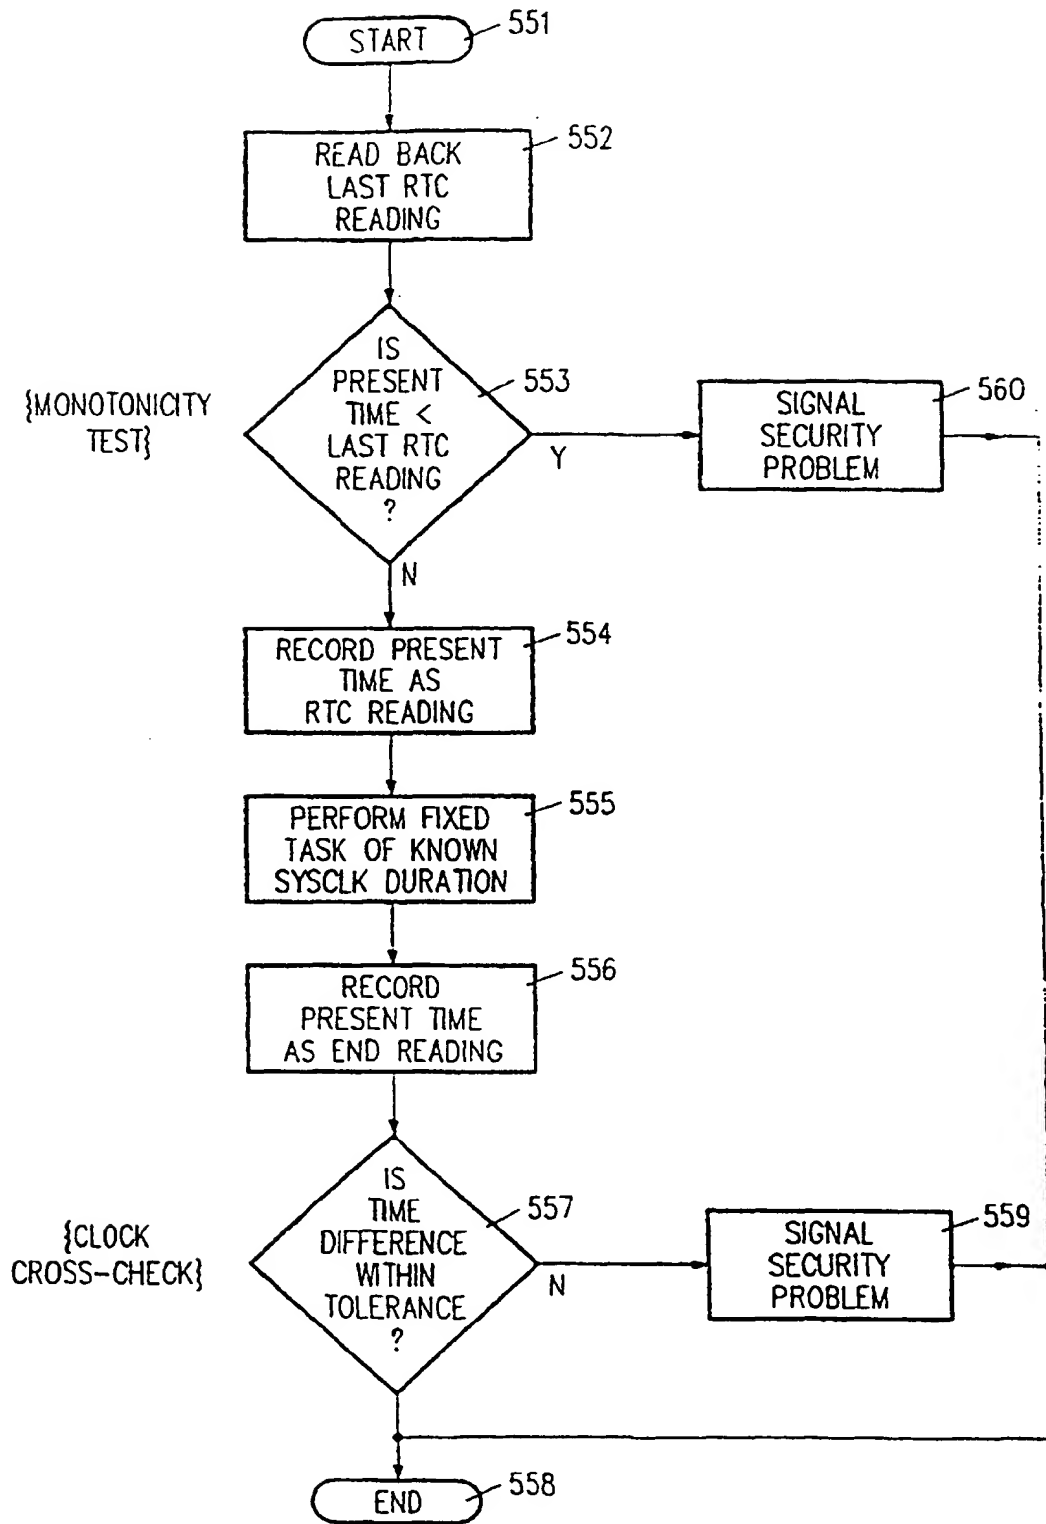 START
551
READ BACK
LAST RTC
READING
552
{MONOTONICITY
TEST}
IS
PRESENT
TIME <
LAST RTC
READING
?
553
Y
N
SIGNAL
SECURITY
PROBLEM
560
RECORD PRESENT
TIME AS
RTC READING
554
PERFORM FIXED
TASK OF KNOWN
SYSCLK DURATION
555
RECORD
PRESENT TIME
AS END READING
556
{CLOCK
CROSS-CHECK}
IS
TIME
DIFFERENCE
WITHIN
TOLERANCE
?
557
N
SIGNAL
SECURITY
PROBLEM
559
END
558